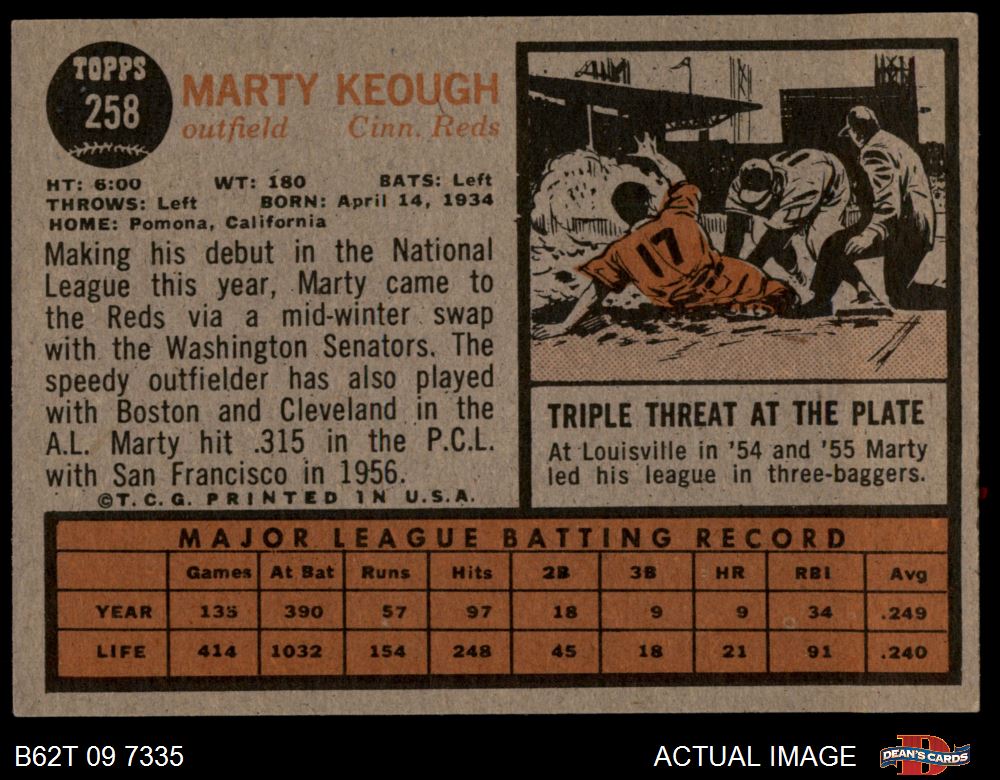 TOPPS
258
MARTY KEOUGH
outfield Cinn. Reds
HT: 6:00 WT: 180 BATS: Left
THROWS: Left BORN: April 14, 1934
HOME: Pomona, California
Making his debut in the National
League this year, Marty came to
the Reds via a mid-winter swap
with the Washington Senators. The
speedy outfielder has also played
with Boston and Cleveland in the
A.L. Marty hit .315 in the P.C.L.
with San Francisco in 1956.
©T.C.G. PRINTED IN U.S.A.
17
TRIPLE THREAT AT THE PLATE
At Louisville in '54 and '55 Marty
led his league in three-baggers.
MAJOR LEAGUE BATTING RECORD
Games At Bat Runs Hits 2B 3B HR RBI Avg
YEAR 135 390 57 97 18 9 9 34 .249
LIFE 414 1032 154 248 45 18 21 91 .240
B62T 09 7335 ACTUAL IMAGE DEAN'S CARDS